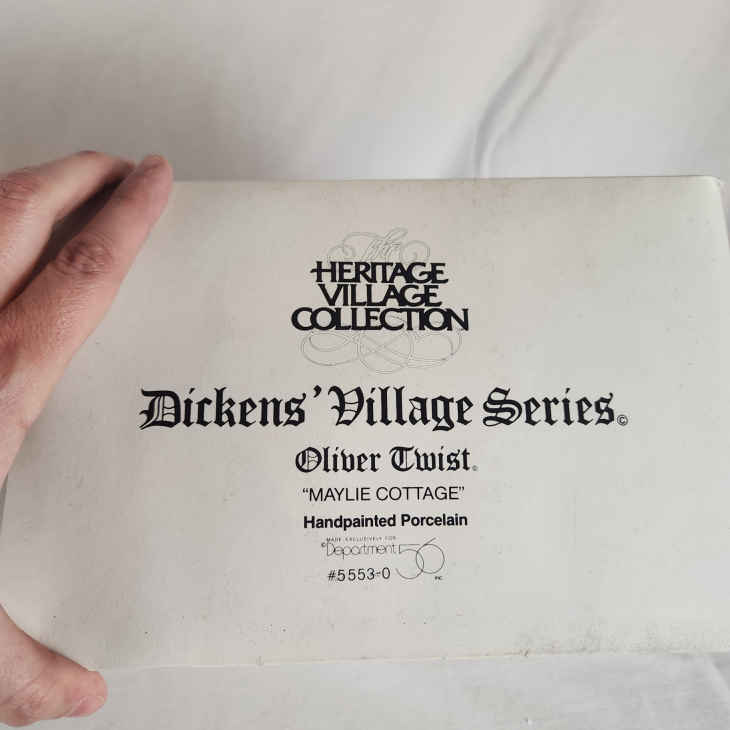 The
HERITAGE
VILLAGE
COLLECTION
Dickens' Village Series©
Oliver Twist®
"MAYLIE COTTAGE"
Handpainted Porcelain
MADE EXCLUSIVELY FOR
©Department 56
INC
#5553-0